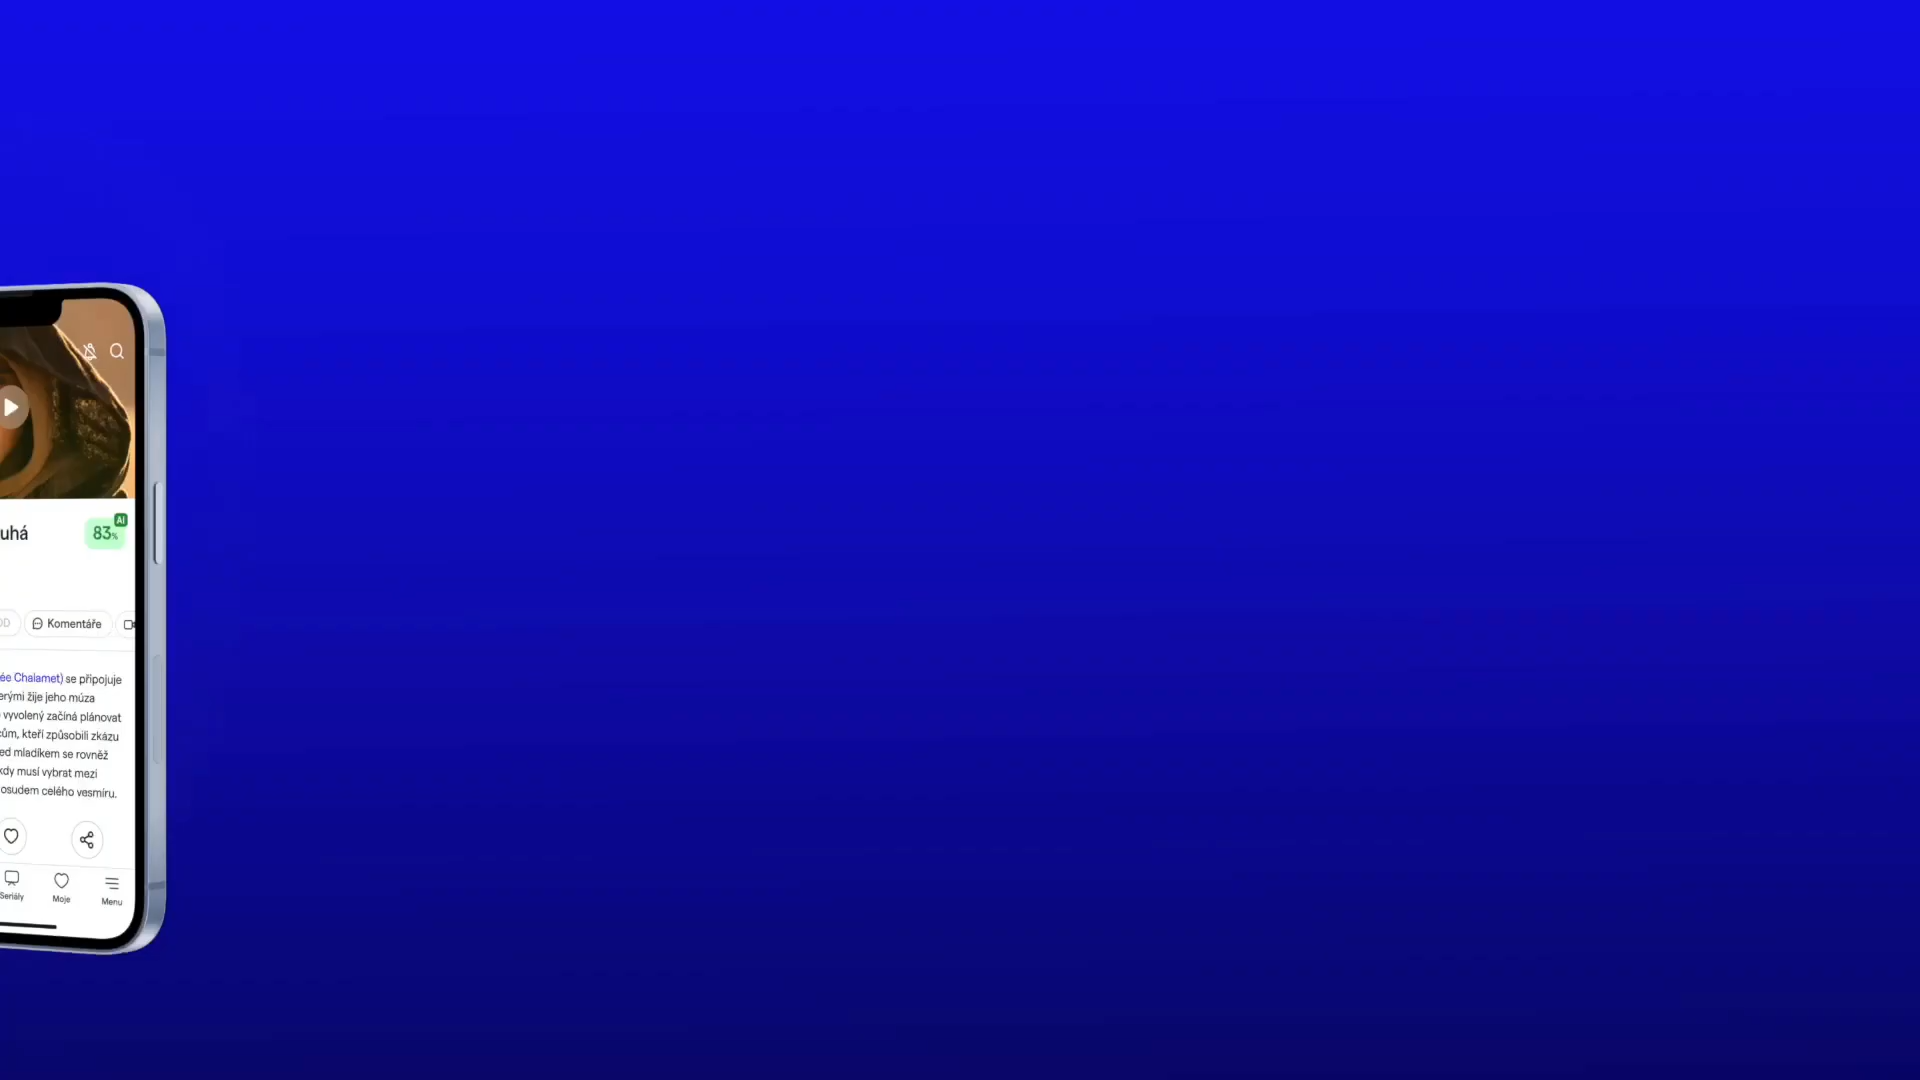 uhá
83%
AI
Komentáře
ée Chalamet) se připojuje
erými žije jeho múza
vyvolený začíná plánovat
cům, kteří způsobili zkázu
ed mladíkem se rovněž
kdy musí vybrat mezi
osudem celého vesmíru.
Seriály
Moje
Menu